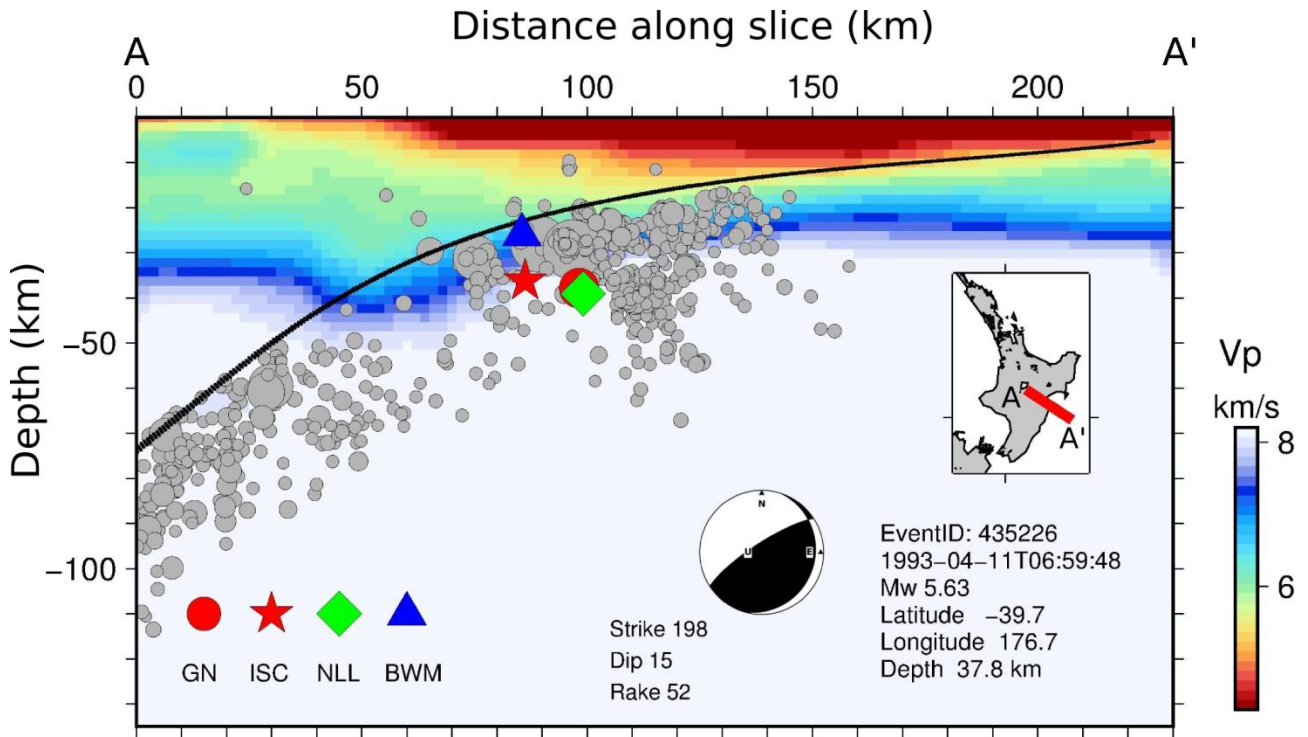 Distance along slice (km)
A A'
0 50 100 150 200
Depth (km)
−50
−100
A
A'
Vp
km/s
8
6
N
U E
EventID: 435226
1993−04−11T06:59:48
Mw 5.63
Latitude −39.7
Longitude 176.7
Depth 37.8 km
Strike 198
Dip 15
Rake 52
GN ISC NLL BWM